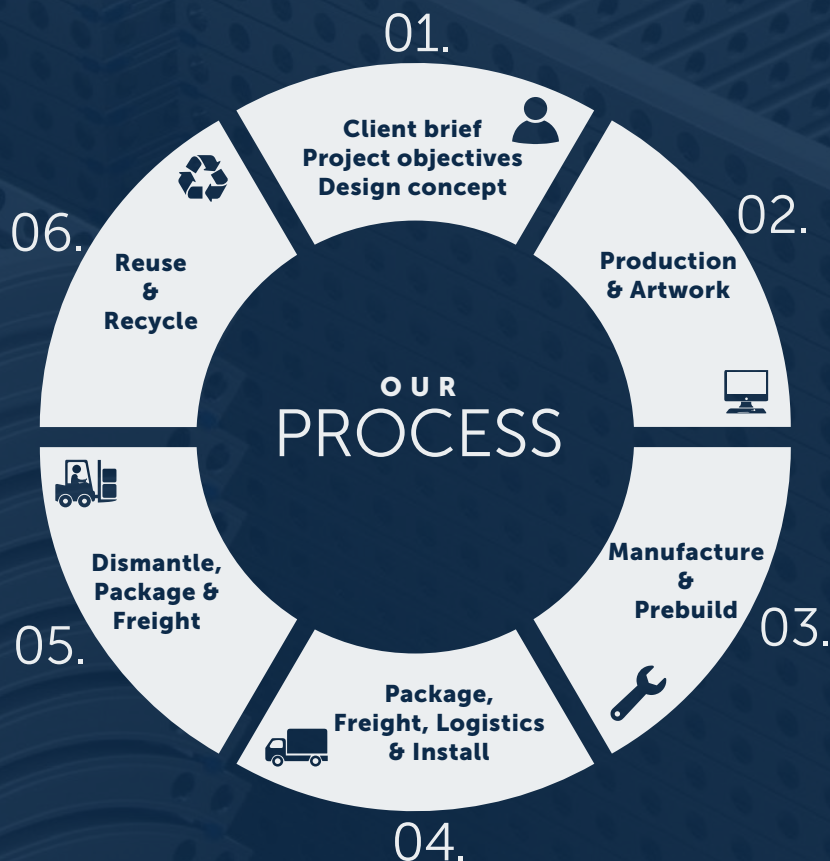 01.
Client brief
Project objectives
Design concept
02.
Production
& Artwork
03.
Manufacture
&
Prebuild
04.
Package,
Freight, Logistics
& Install
05.
Dismantle,
Package &
Freight
06.
Reuse
&
Recycle
OUR
PROCESS